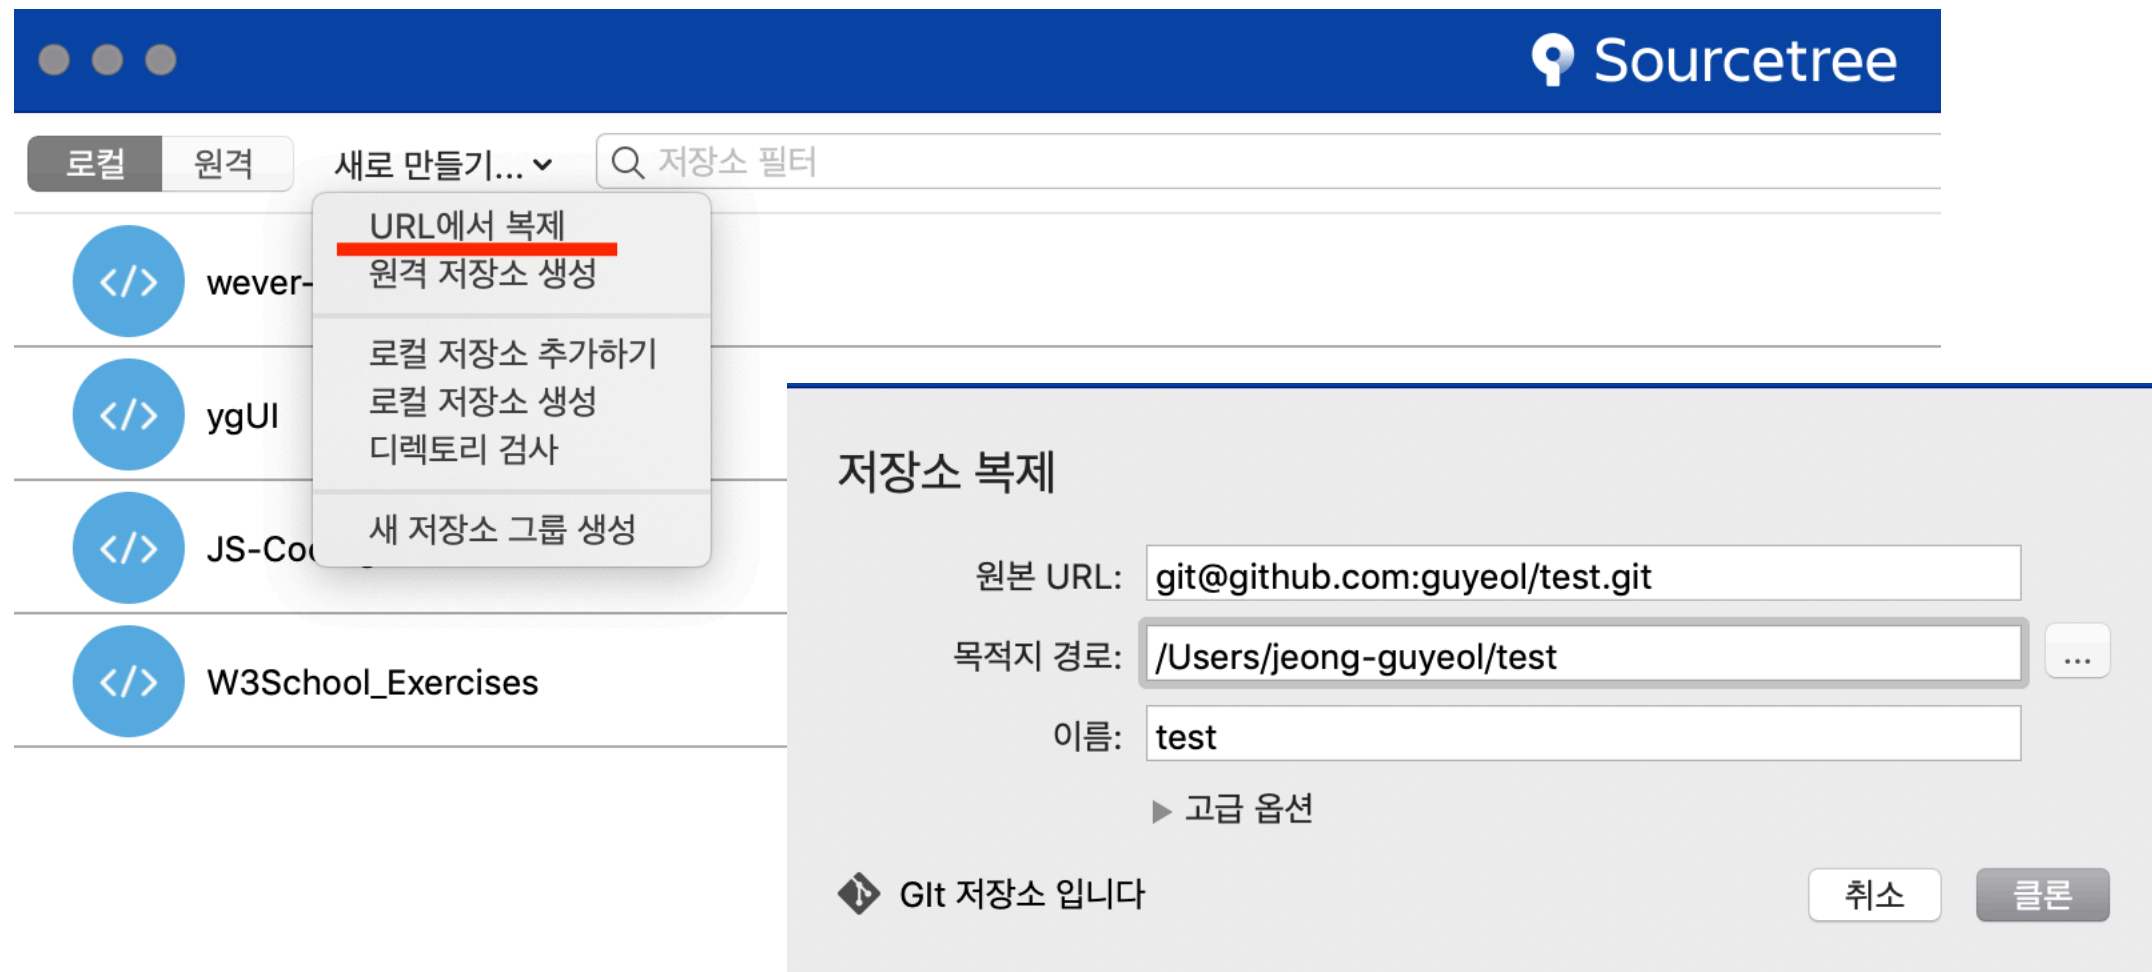 Sourcetree
로컬 원격 새로 만들기... 저장소 필터
URL에서 복제
원격 저장소 생성
로컬 저장소 추가하기
로컬 저장소 생성
디렉토리 검사
새 저장소 그룹 생성
wever-
ygUI
W3School_Exercises
저장소 복제
원본 URL: git@github.com:guyeol/test.git
목적지 경로: /Users/jeong-guyeol/test ...
이름: test
고급 옵션
GIt 저장소 입니다 취소 클론